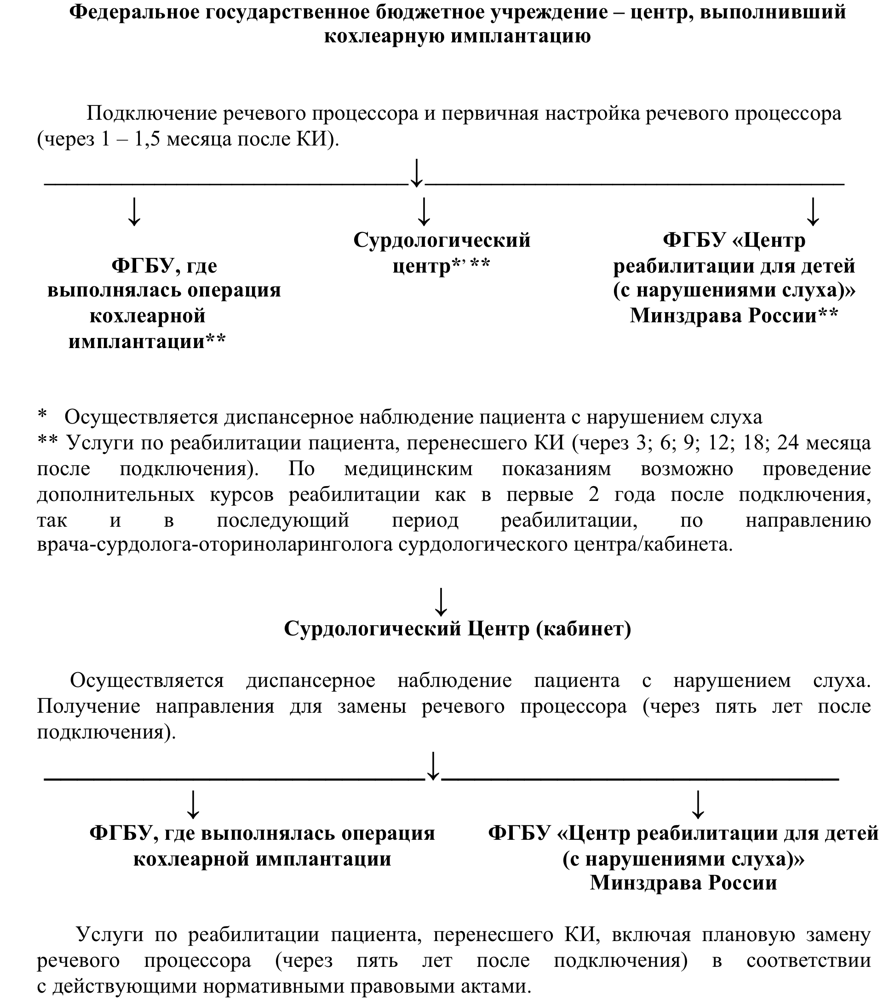 Федеральное государственное бюджетное учреждение – центр, выполнивший
кохлеарную имплантацию
Подключение речевого процессора и первичная настройка речевого процессора
(через 1 – 1,5 месяца после КИ).
↓
↓ ↓ ↓
ФГБУ, где
выполнялась операция
кохлеарной
имплантации**
Сурдологический
центр*, **
ФГБУ «Центр
реабилитации для детей
(с нарушениями слуха)»
Минздрава России**
* Осуществляется диспансерное наблюдение пациента с нарушением слуха
** Услуги по реабилитации пациента, перенесшего КИ (через 3; 6; 9; 12; 18; 24 месяца
после подключения). По медицинским показаниям возможно проведение
дополнительных курсов реабилитации как в первые 2 года после подключения,
так и в последующий период реабилитации, по направлению
врача-сурдолога-оториноларинголога сурдологического центра/кабинета.
↓
Сурдологический Центр (кабинет)
Осуществляется диспансерное наблюдение пациента с нарушением слуха.
Получение направления для замены речевого процессора (через пять лет после
подключения).
↓
↓ ↓
ФГБУ, где выполнялась операция
кохлеарной имплантации
ФГБУ «Центр реабилитации для детей
(с нарушениями слуха)»
Минздрава России
Услуги по реабилитации пациента, перенесшего КИ, включая плановую замену
речевого процессора (через пять лет после подключения) в соответствии
с действующими нормативными правовыми актами.